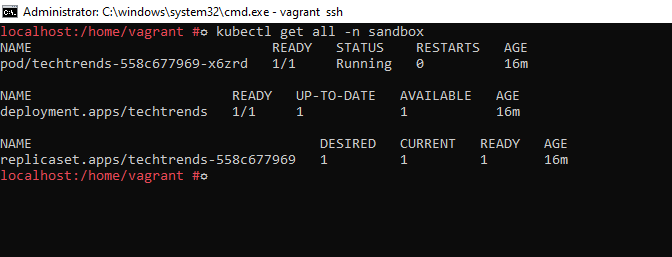 Administrator: C:\windows\system32\cmd.exe - vagrant ssh
localhost:/home/vagrant #○ kubectl get all -n sandbox
NAME READY STATUS RESTARTS AGE
pod/techtrends-558c677969-x6zrd 1/1 Running 0 16m
NAME READY UP-TO-DATE AVAILABLE AGE
deployment.apps/techtrends 1/1 1 1 16m
NAME DESIRED CURRENT READY AGE
replicaset.apps/techtrends-558c677969 1 1 1 16m
localhost:/home/vagrant #○